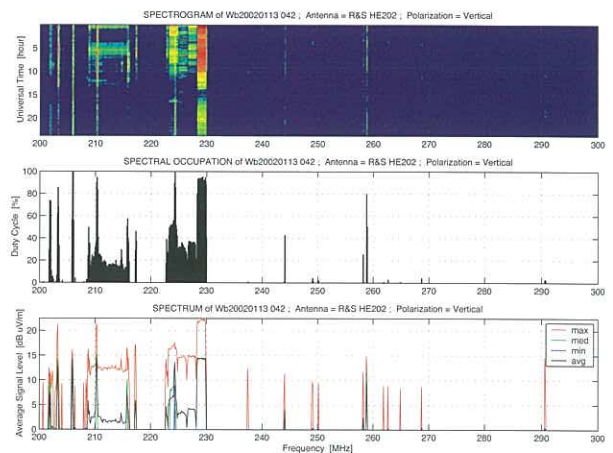 SPECTROGRAM of Wb20020113 042 ; Antenna = R&S HE202 ; Polarization = Vertical
Universal Time [hour]
5
10
15
20
200 210 220 230 240 250 260 270 280 290 300
SPECTRAL OCCUPATION of Wb20020113 042 ; Antenna = R&S HE202 ; Polarization = Vertical
Duty Cycle [%]
100
80
60
40
20
0
200 210 220 230 240 250 260 270 280 290 300
SPECTRUM of Wb20020113 042 ; Antenna = R&S HE202 ; Polarization = Vertical
Average Signal Level [dB uV/m]
20
15
10
5
0
max
med
min
avg
200 210 220 230 240 250 260 270 280 290 300
Frequency [MHz]